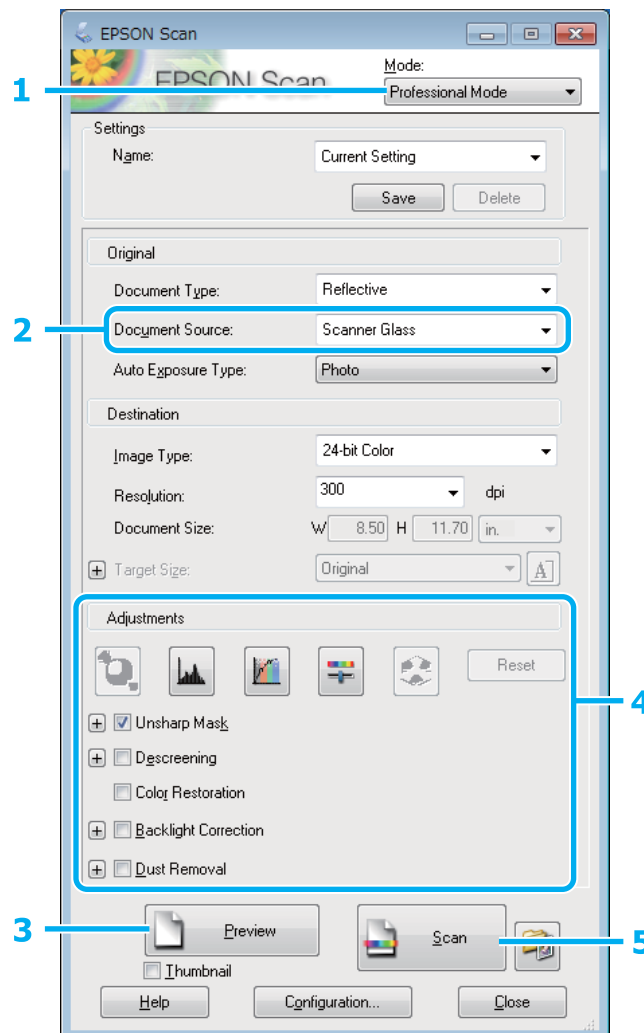 EPSON Scan
EPSON Scan
Mode:
1
Professional Mode
Settings
Name:
Current Setting
Save
Delete
Original
Document Type:
Reflective
2
Document Source:
Scanner Glass
Auto Exposure Type:
Photo
Destination
Image Type:
24-bit Color
Resolution:
300
dpi
Document Size:
W 8.50 H 11.70 in.
Target Size:
Original
A
Adjustments
Reset
4
Unsharp Mask
Descreening
Color Restoration
Backlight Correction
Dust Removal
3
Preview
Scan
5
Thumbnail
Help
Configuration...
Close